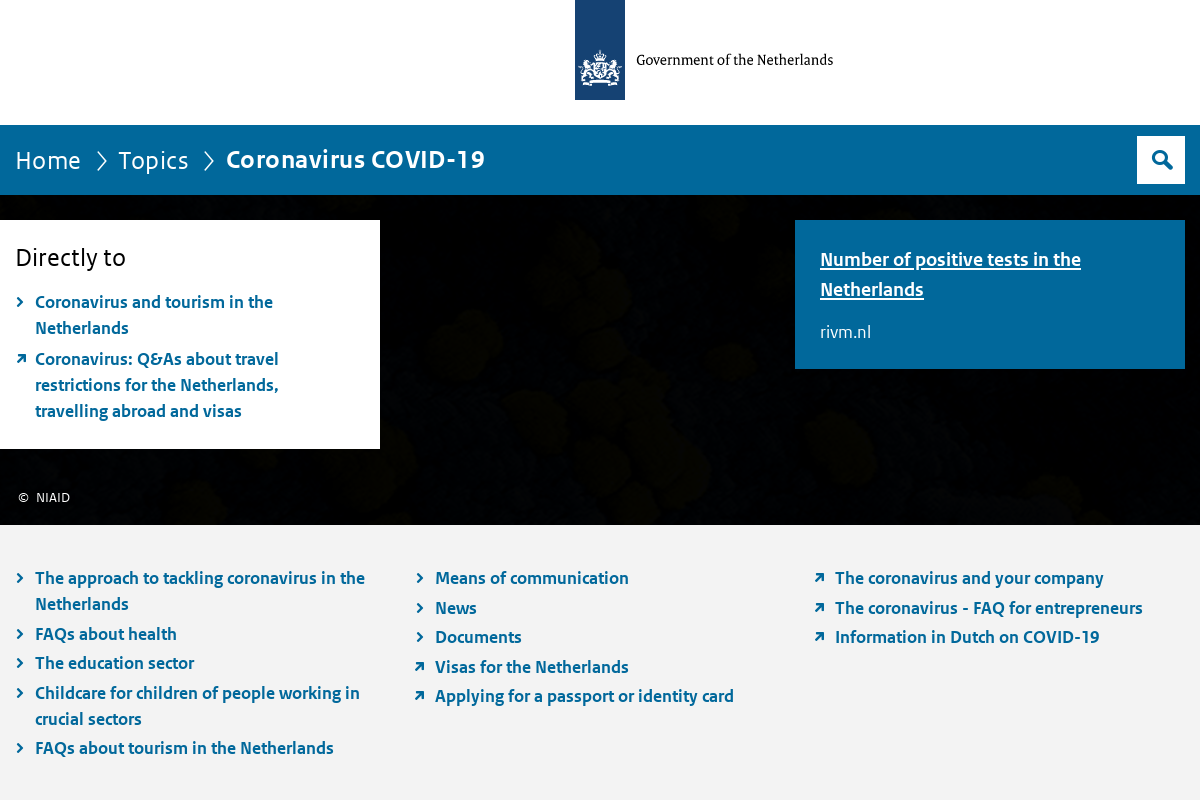 Government of the Netherlands
Home Topics Coronavirus COVID-19
Directly to
Coronavirus and tourism in the
Netherlands
Coronavirus: Q&As about travel
restrictions for the Netherlands,
travelling abroad and visas
Number of positive tests in the
Netherlands
rivm.nl
© NIAID
The approach to tackling coronavirus in the
Netherlands
FAQs about health
The education sector
Childcare for children of people working in
crucial sectors
FAQs about tourism in the Netherlands
Means of communication
News
Documents
Visas for the Netherlands
Applying for a passport or identity card
The coronavirus and your company
The coronavirus - FAQ for entrepreneurs
Information in Dutch on COVID-19